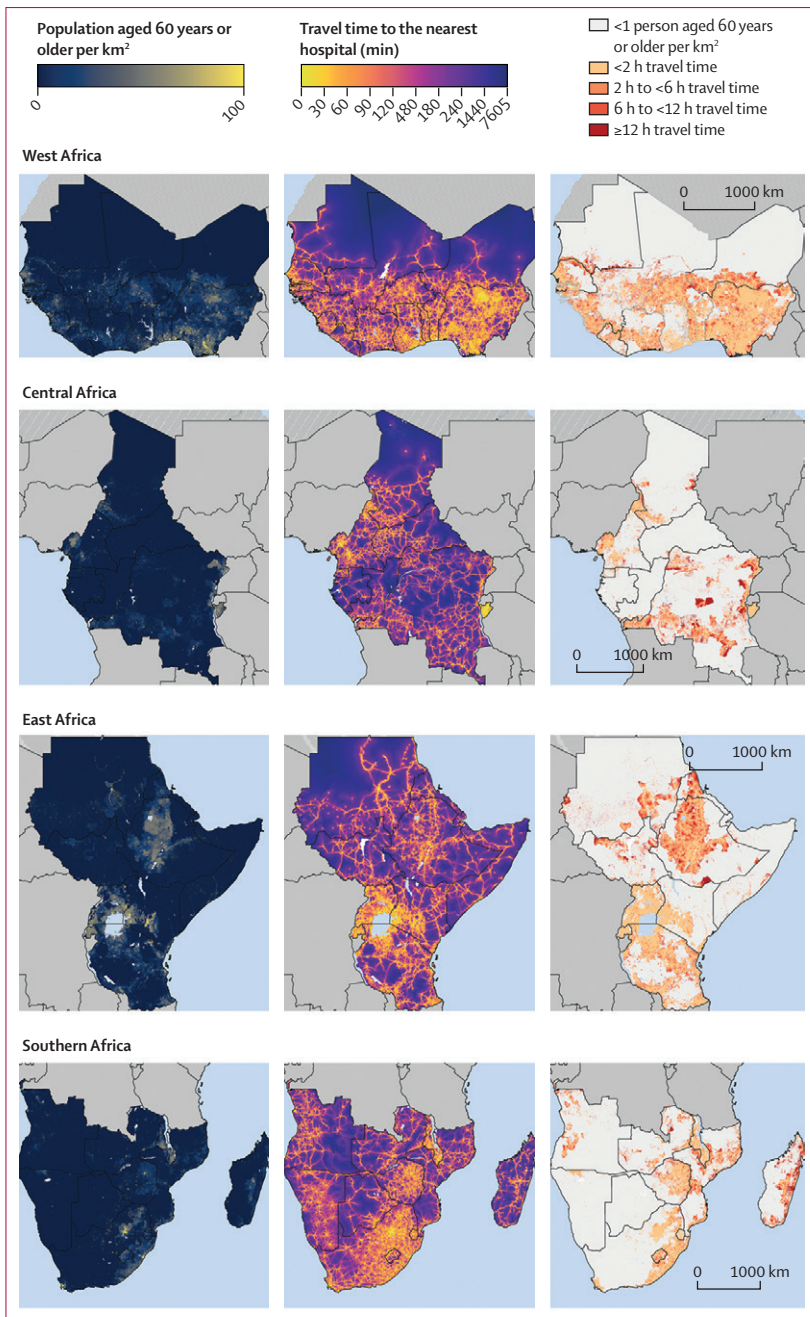 Population aged 60 years or
older per km²
0
100
Travel time to the nearest
hospital (min)
0
30
60
90
120
480
180
240
1440
7605
<1 person aged 60 years
or older per km²
<2 h travel time
2 h to <6 h travel time
6 h to <12 h travel time
≥12 h travel time
West Africa
0 1000 km
Central Africa
0 1000 km
East Africa
0 1000 km
Southern Africa
0 1000 km